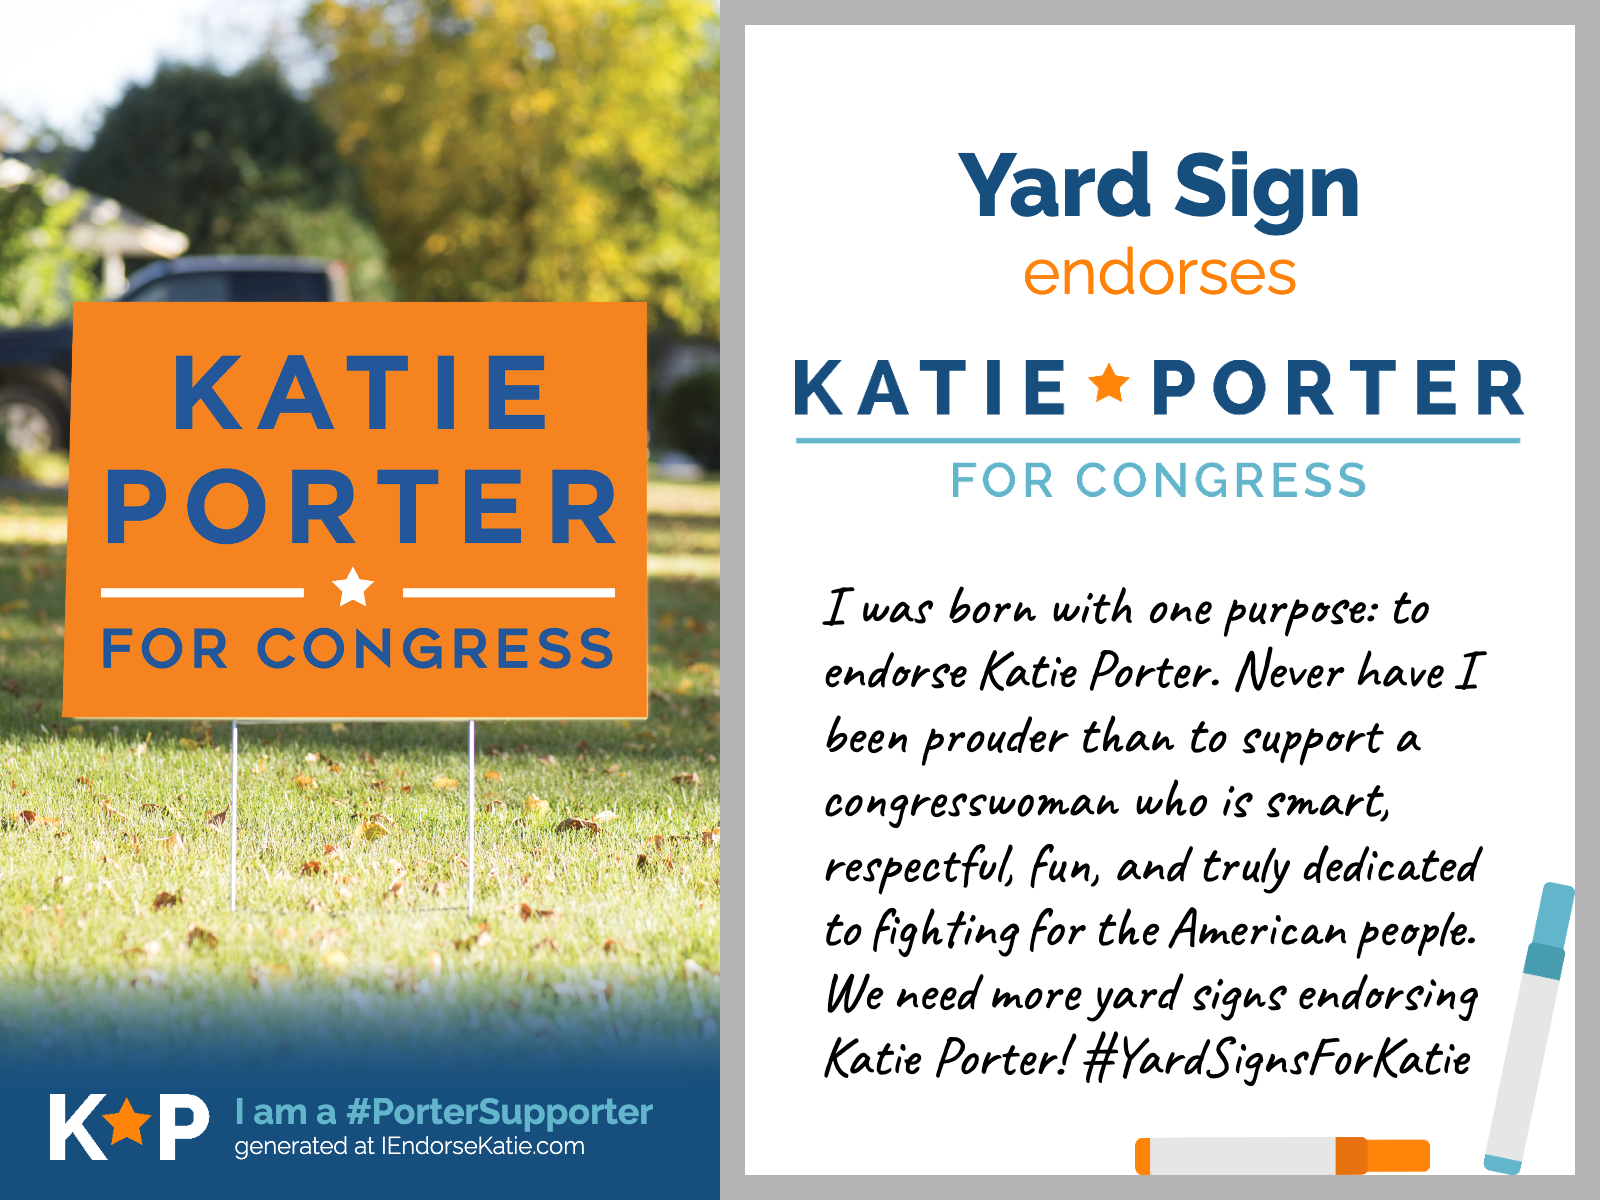 KATIE
PORTER
FOR CONGRESS
K★P
I am a #PorterSupporter
generated at IEndorseKatie.com
Yard Sign
endorses
KATIE★PORTER
FOR CONGRESS
I was born with one purpose: to
endorse Katie Porter. Never have I
been prouder than to support a
congresswoman who is smart,
respectful, fun, and truly dedicated
to fighting for the American people.
We need more yard signs endorsing
Katie Porter! #YardSignsForKatie